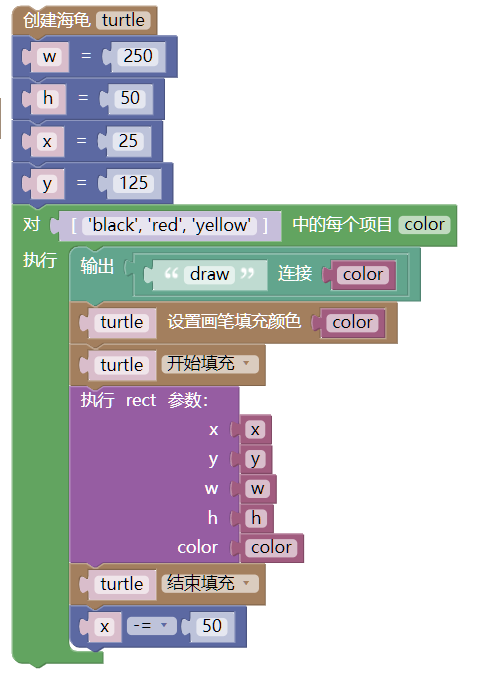 创建海龟 turtle
w = 250
h = 50
x = 25
y = 125
对 [ 'black', 'red', 'yellow' ] 中的每个项目 color
执行 输出 “ draw ” 连接 color
turtle 设置画笔填充颜色 color
turtle 开始填充
执行 rect 参数:
x x
y y
w w
h h
color color
turtle 结束填充
x -= 50